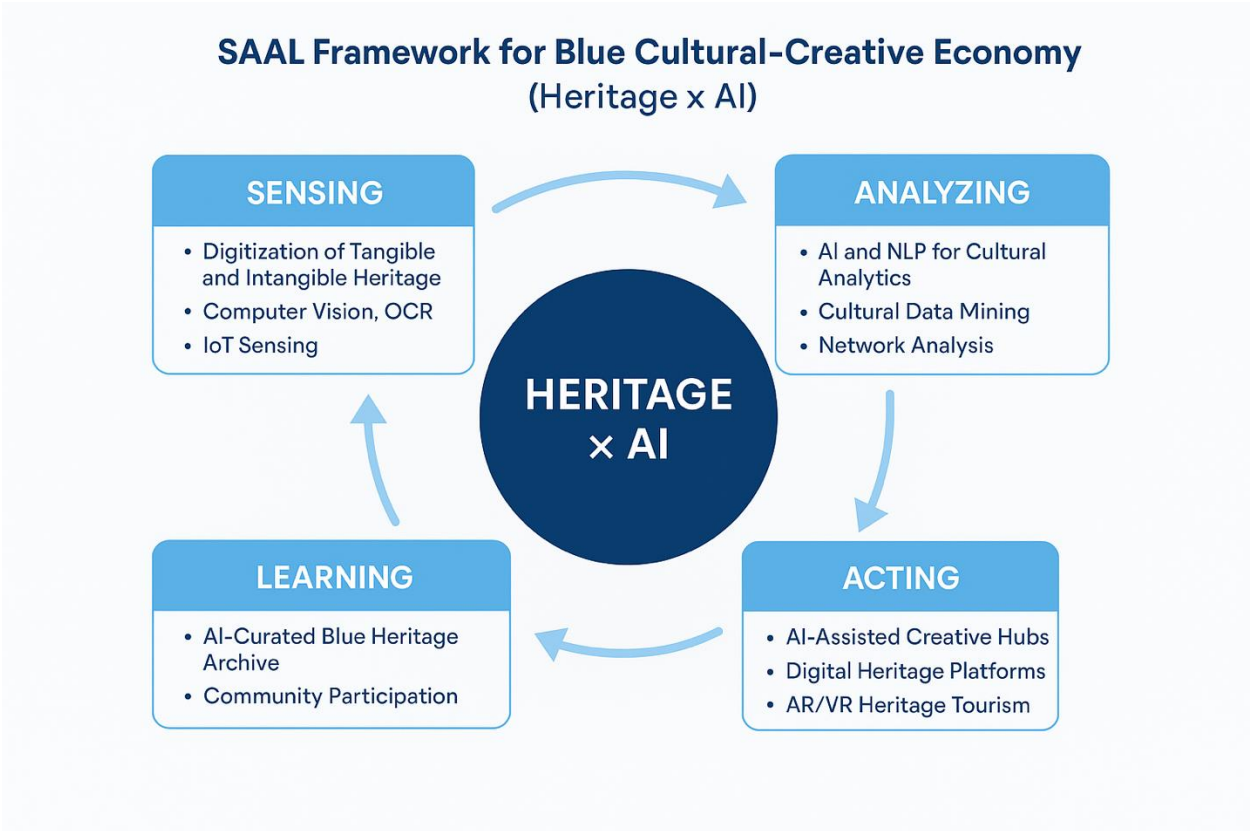 SAAL Framework for Blue Cultural-Creative Economy
(Heritage x AI)
SENSING
• Digitization of Tangible
and Intangible Heritage
• Computer Vision, OCR
• IoT Sensing
ANALYZING
• AI and NLP for Cultural
Analytics
• Cultural Data Mining
• Network Analysis
HERITAGE
× AI
LEARNING
• AI-Curated Blue Heritage
Archive
• Community Participation
ACTING
• AI-Assisted Creative Hubs
• Digital Heritage Platforms
• AR/VR Heritage Tourism